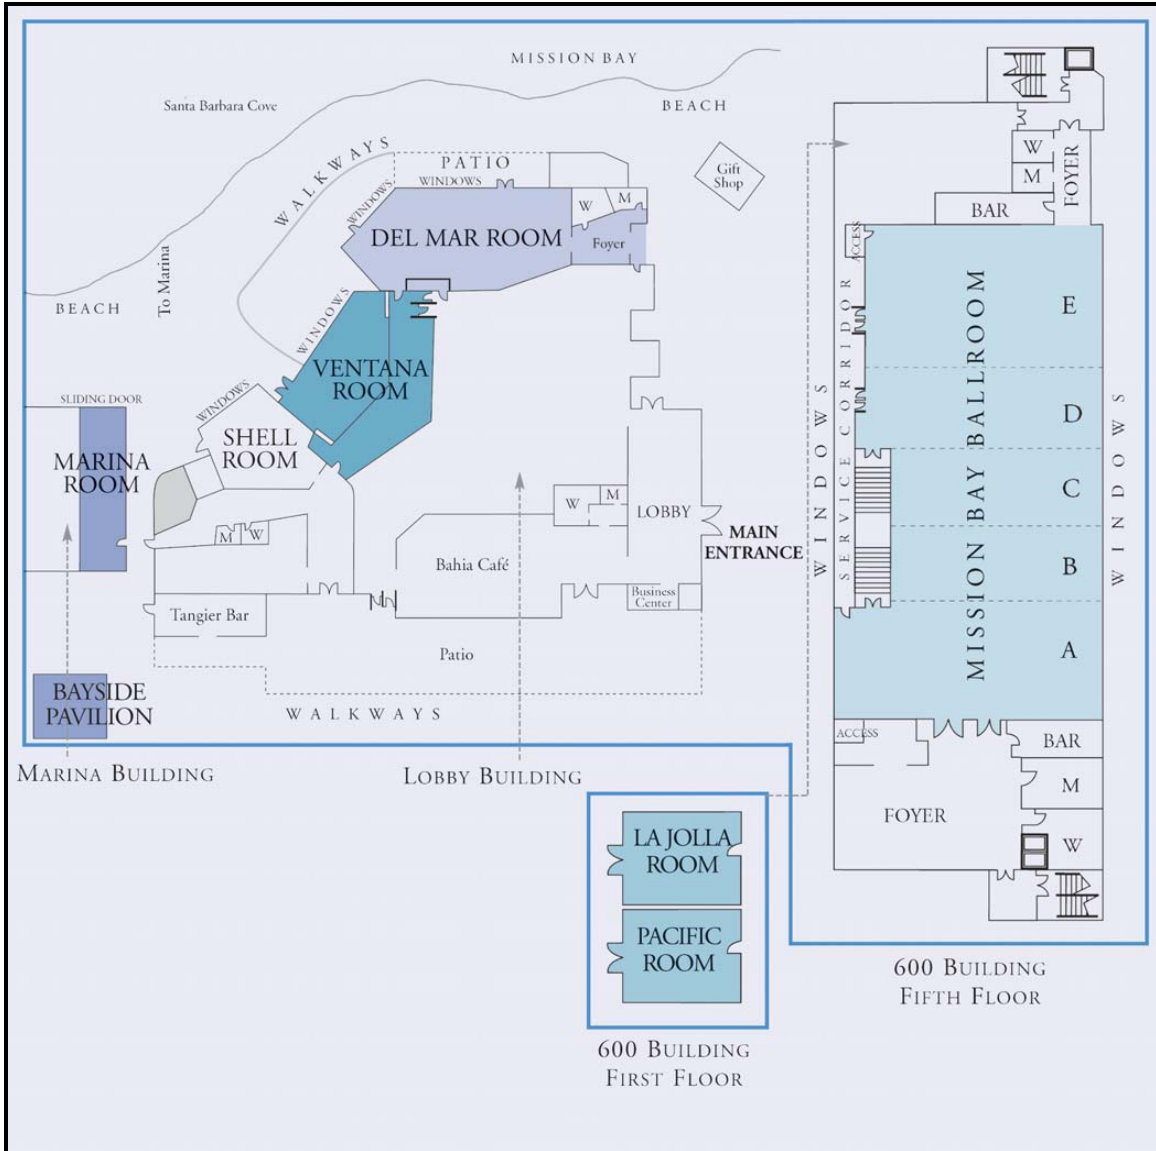 MISSION BAY
BEACH
Santa Barbara Cove
WALKWAYS
PATIO
WINDOWS
WINDOWS
W
M
DEL MAR ROOM
Foyer
Gift
Shop
To Marina
BEACH
WINDOWS
VENTANA
ROOM
SLIDING DOOR
WINDOWS
SHELL
ROOM
MARINA
ROOM
M
W
W
M
LOBBY
MAIN
ENTRANCE
Bahia Café
Business
Center
Tangier Bar
Patio
BAYSIDE
PAVILION
WALKWAYS
MARINA BUILDING
LOBBY BUILDING
LA JOLLA
ROOM
PACIFIC
ROOM
600 BUILDING
FIRST FLOOR
W
M
FOYER
BAR
ACCESS
WINDOWS
SERVICE CORRIDOR
MISSION BAY BALLROOM
E
D
C
B
A
WINDOWS
ACCESS
BAR
M
FOYER
W
600 BUILDING
FIFTH FLOOR